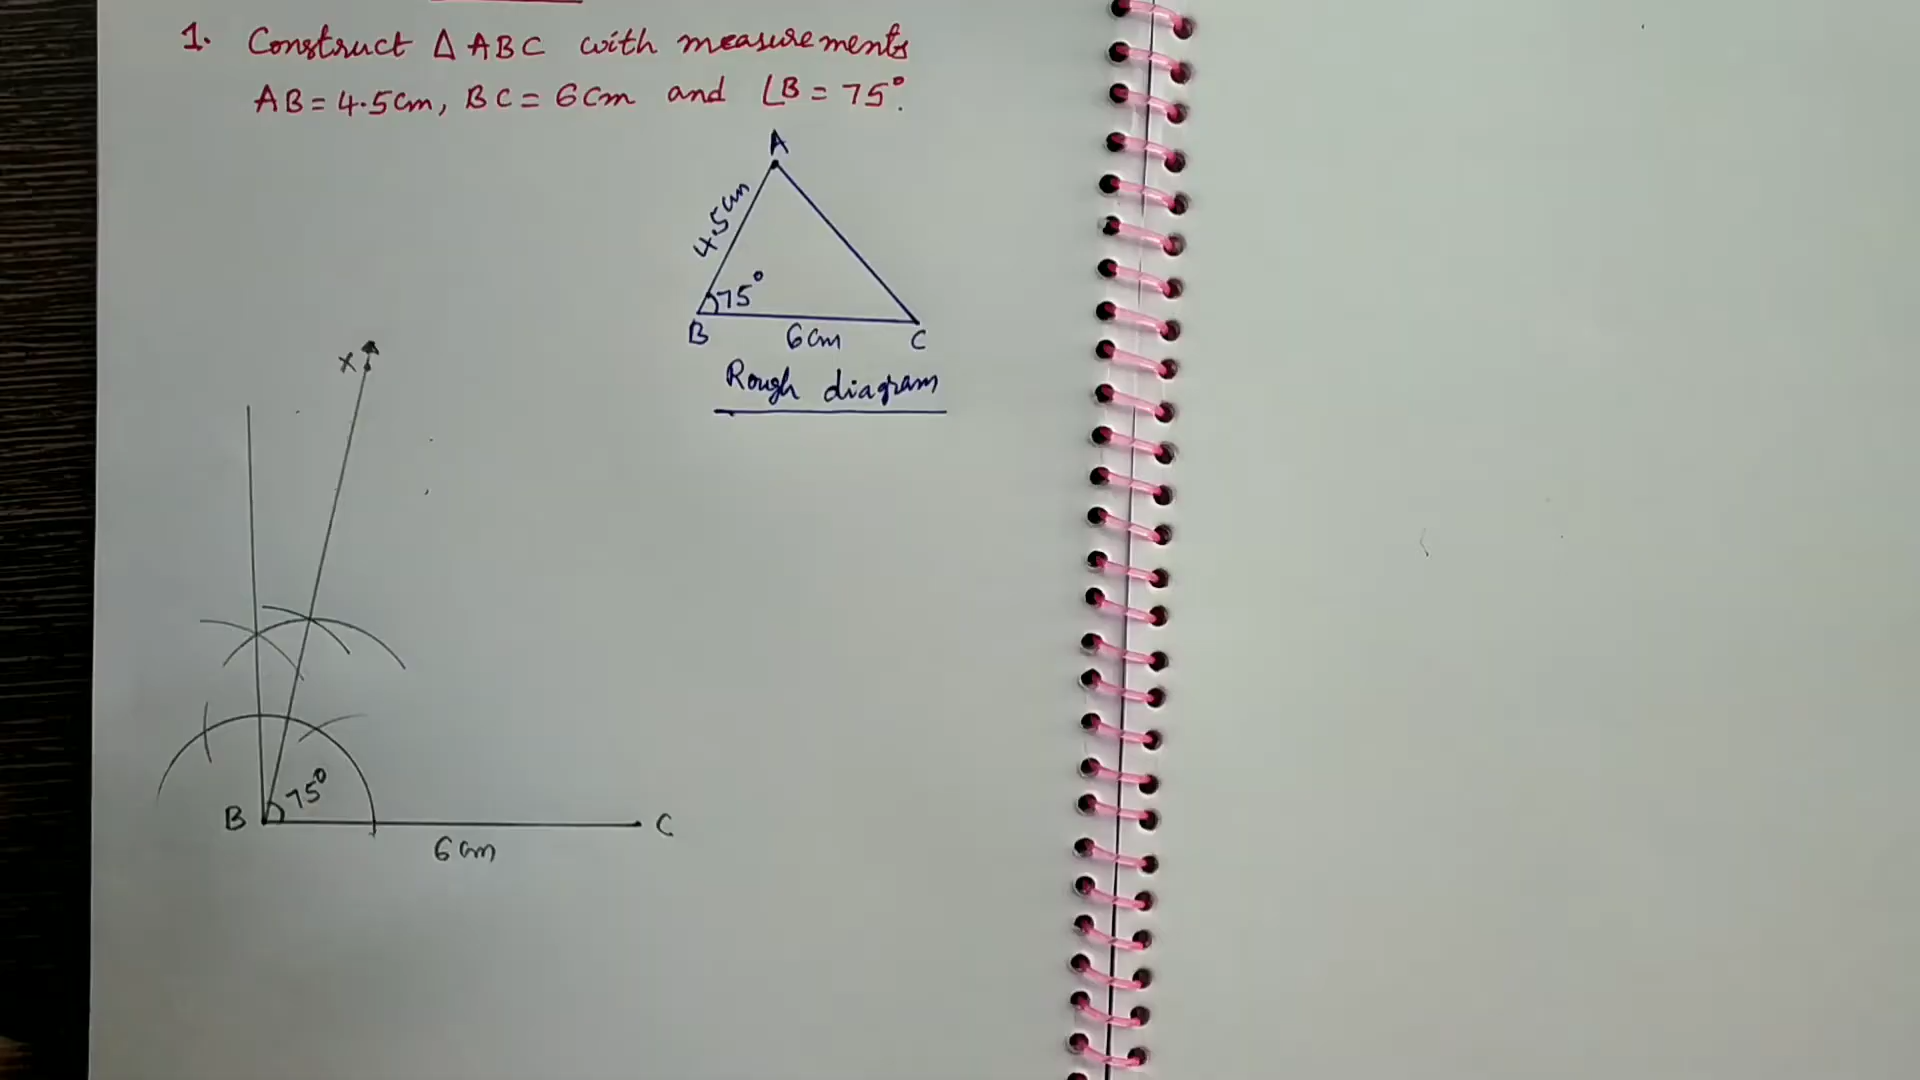 1. Construct Δ ABC with measurements
AB = 4.5cm, BC = 6cm and ∠B = 75°.
A
4.5cm
75°
B 6cm C
Rough diagram
X
75°
B C
6cm